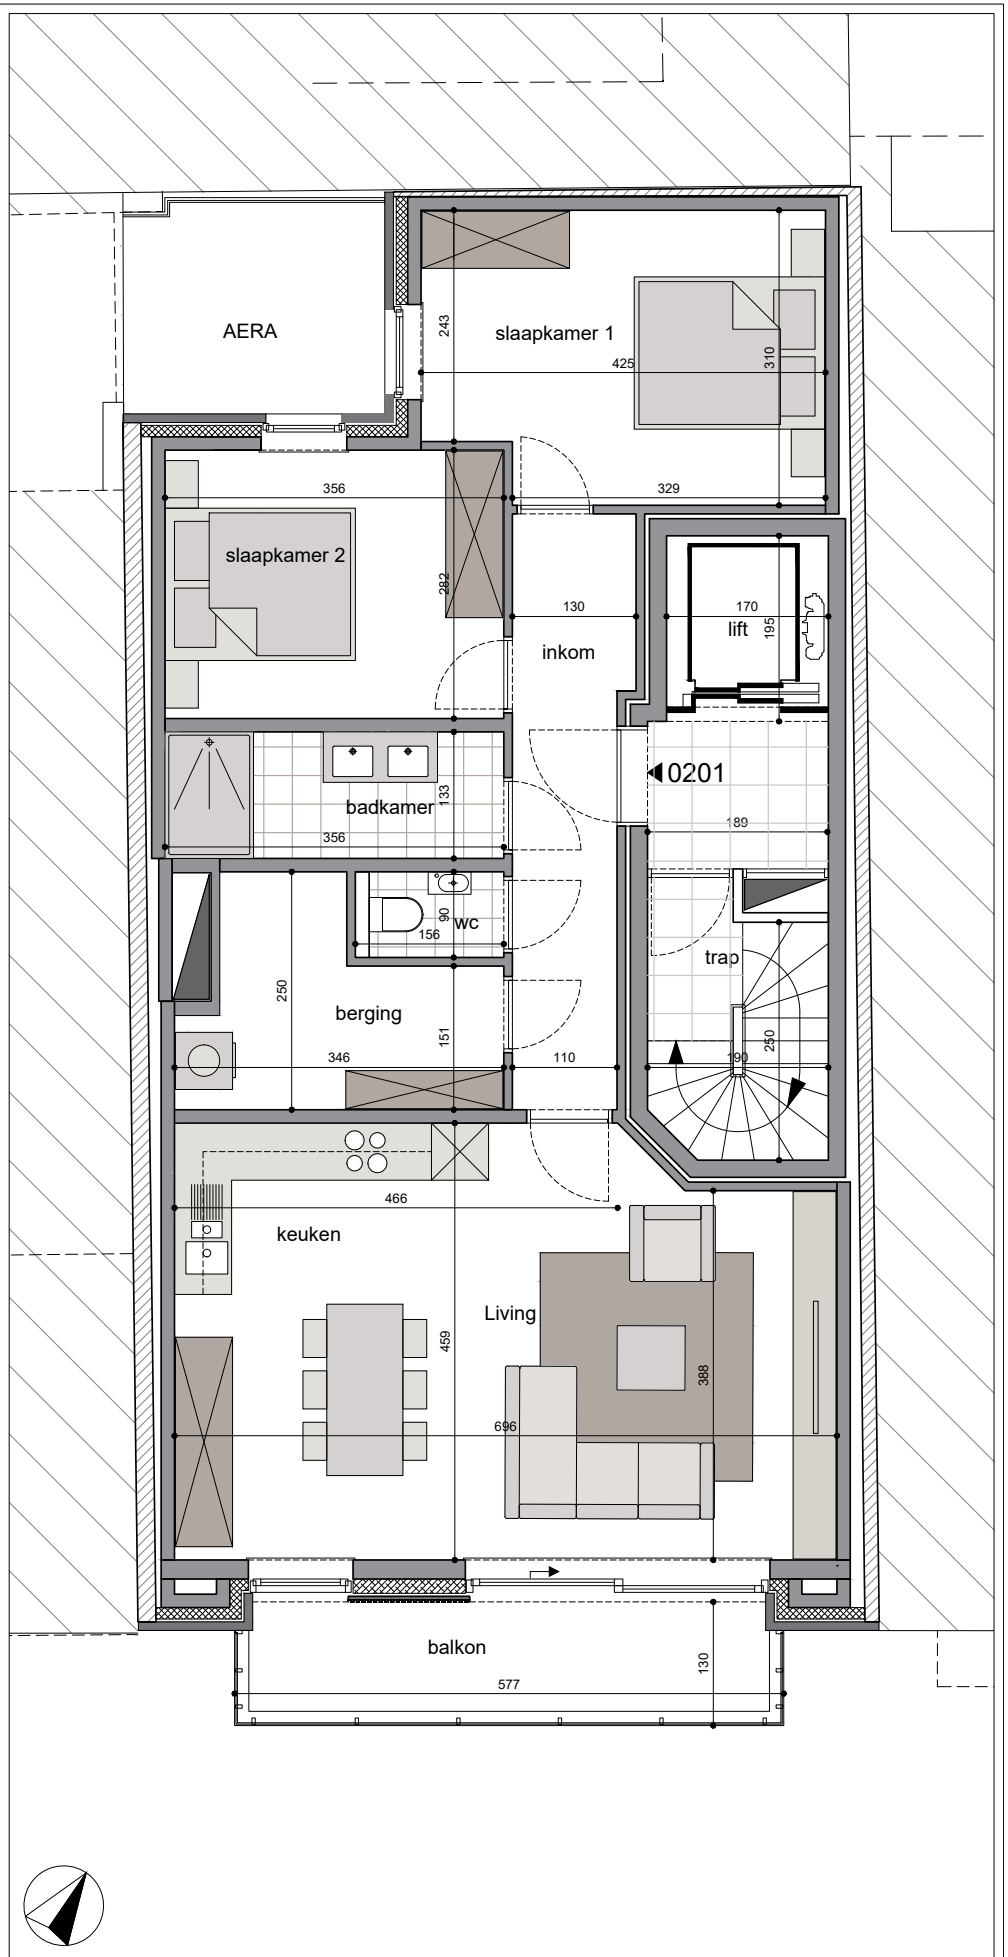 AERA
243
slaapkamer 1
310
425
356
329
slaapkamer 2
282
130
170
195
lift
inkom
0201
133
badkamer
189
356
90
wc
156
trap
250
berging
151
250
346
110
190
466
keuken
Living
459
388
696
balkon
130
577